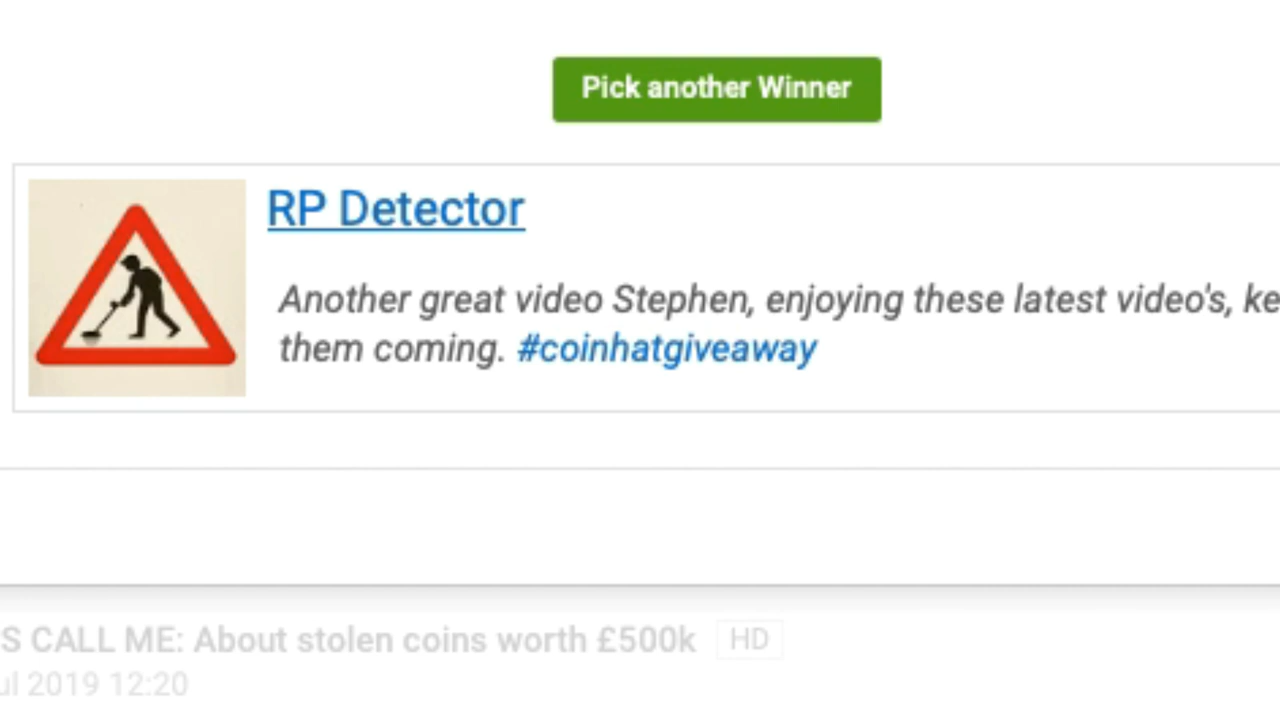 Pick another Winner
RP Detector
Another great video Stephen, enjoying these latest video's, ke
them coming. #coinhatgiveaway
S CALL ME: About stolen coins worth £500k HD
ul 2019 12:20